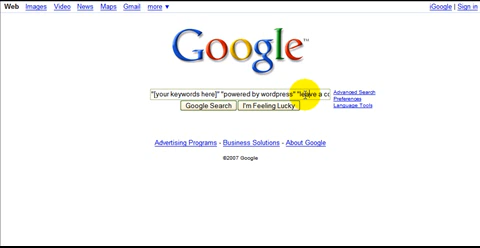 Web Images Video News Maps Gmail more ▼ iGoogle | Sign in
Google™
"[your keywords here]" "powered by wordpress" "leave a co
Advanced Search
Preferences
Language Tools
Google Search I'm Feeling Lucky
Advertising Programs - Business Solutions - About Google
©2007 Google